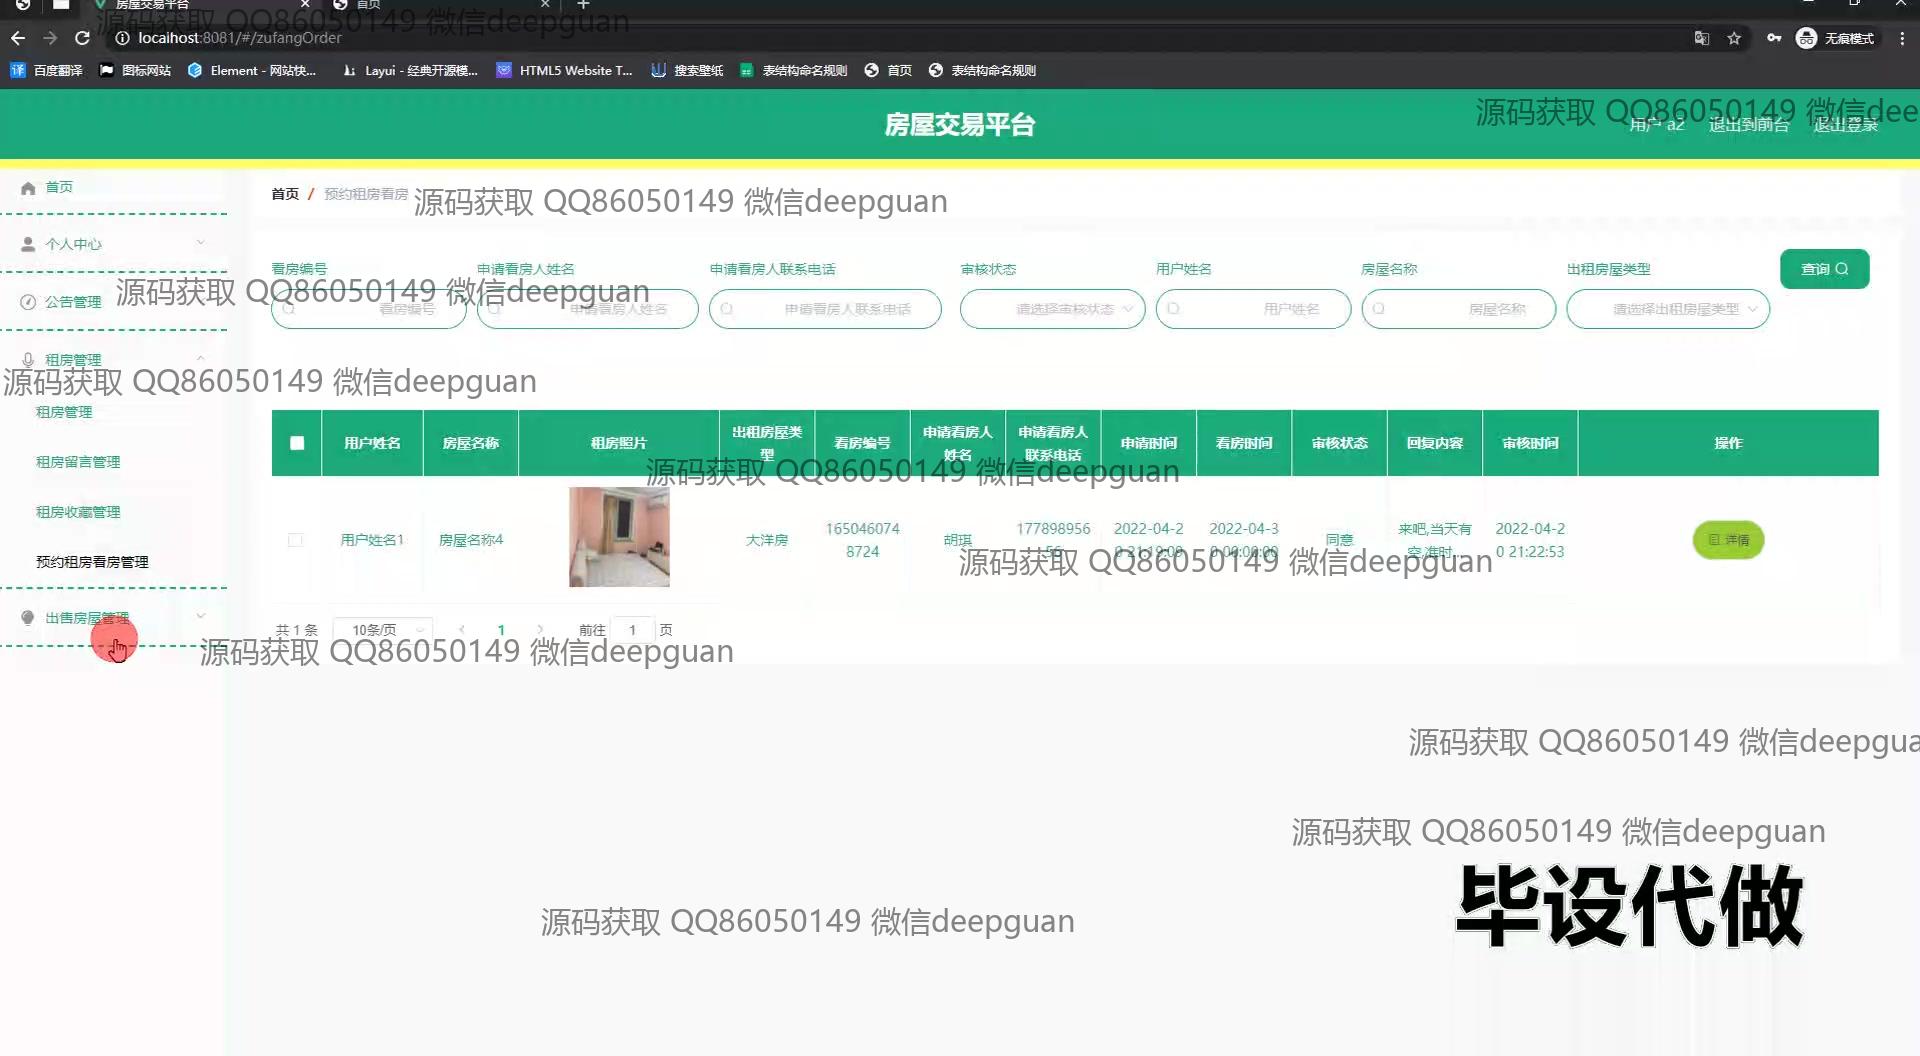 房屋交易平台
首页
localhost:8081/#/zufangOrder
无痕模式
百度翻译
图标网站
Element - 网站快...
Layui - 经典开源模...
HTML5 Website T...
搜索壁纸
表结构命名规则
首页
表结构命名规则
源码获取 QQ86050149 微信deepguan
房屋交易平台
用户 a2
退出到前台
退出登录
源码获取 QQ86050149 微信dee
首页
个人中心
公告管理
租房管理
租房管理
租房留言管理
租房收藏管理
预约租房看房管理
出售房屋管理
首页 / 预约租房看房
源码获取 QQ86050149 微信deepguan
看房编号
申请看房人姓名
申请看房人联系电话
审核状态
用户姓名
房屋名称
出租房屋类型
查询
源码获取 QQ86050149 微信deepguan
看房编号
申请看房人姓名
申请看房人联系电话
请选择审核状态
用户姓名
房屋名称
请选择出租房屋类型
源码获取 QQ86050149 微信deepguan
用户姓名
房屋名称
租房照片
出租房屋类
型
看房编号
申请看房人
姓名
申请看房人
联系电话
申请时间
看房时间
审核状态
回复内容
审核时间
操作
源码获取 QQ86050149 微信deepguan
用户姓名1
房屋名称4
大洋房
165046074
8724
胡琪
177898956
56
2022-04-2
0 21:19:09
2022-04-3
0 00:00:00
同意
来吧,当天有
空,准时...
2022-04-2
0 21:22:53
详情
源码获取 QQ86050149 微信deepguan
共 1 条
10条/页
1
前往 1 页
源码获取 QQ86050149 微信deepguan
源码获取 QQ86050149 微信deepgua
源码获取 QQ86050149 微信deepguan
毕设代做
源码获取 QQ86050149 微信deepguan